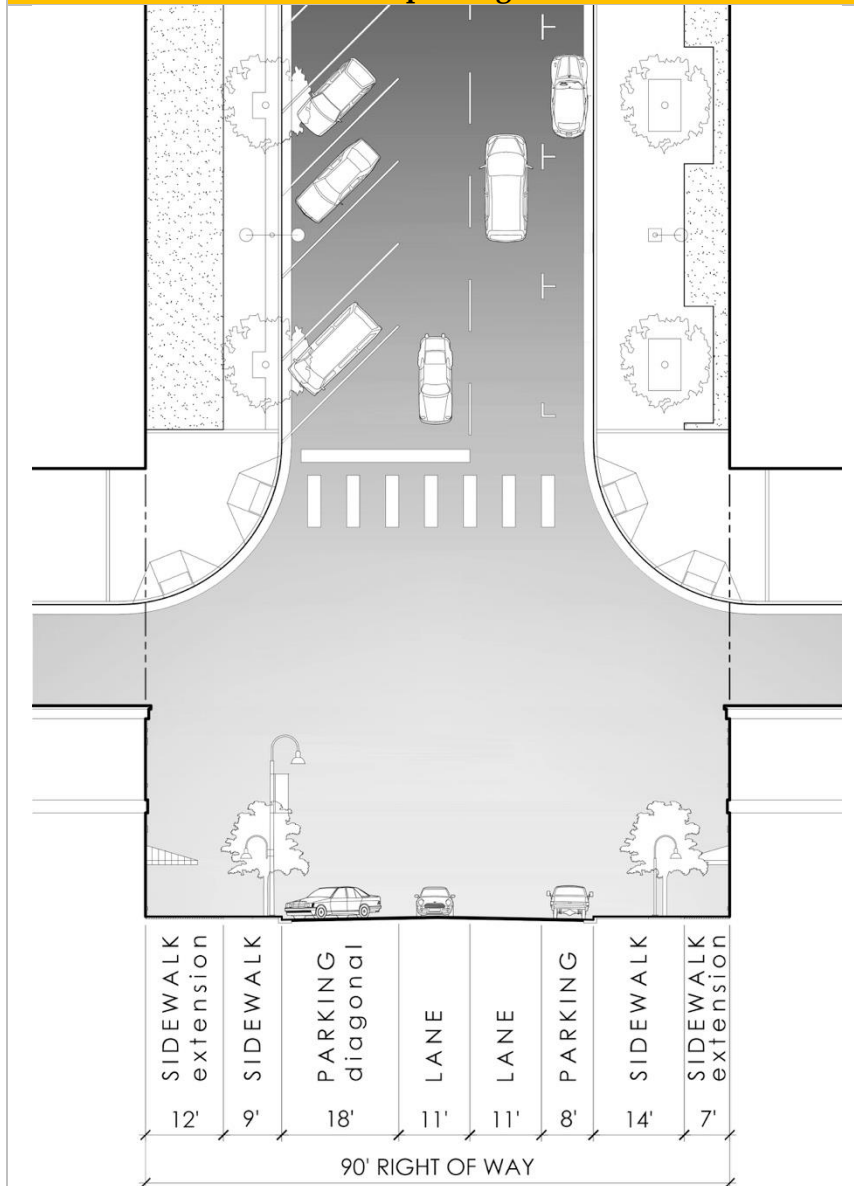 SIDEWALK
extension
SIDEWALK
PARKING
diagonal
LANE
LANE
PARKING
SIDEWALK
SIDEWALK
extension
12'
9'
18'
11'
11'
8'
14'
7'
90' RIGHT OF WAY